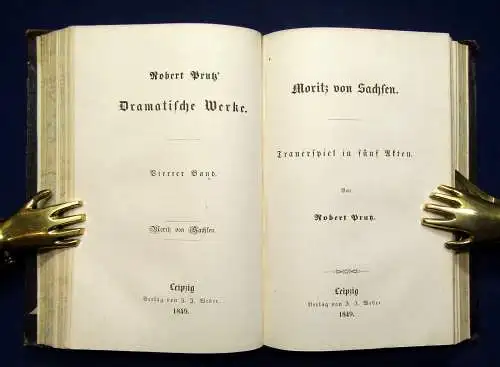 Robert Prutz'
Dramatische Werke.
Vierter Band.
Moritz von Sachsen.
Leipzig
Verlag von J. J. Weber
1849.
Moritz von Sachsen.
Trauerspiel in fünf Akten.
Von
Robert Prutz.
Leipzig
Verlag von J. J. Weber
1849.